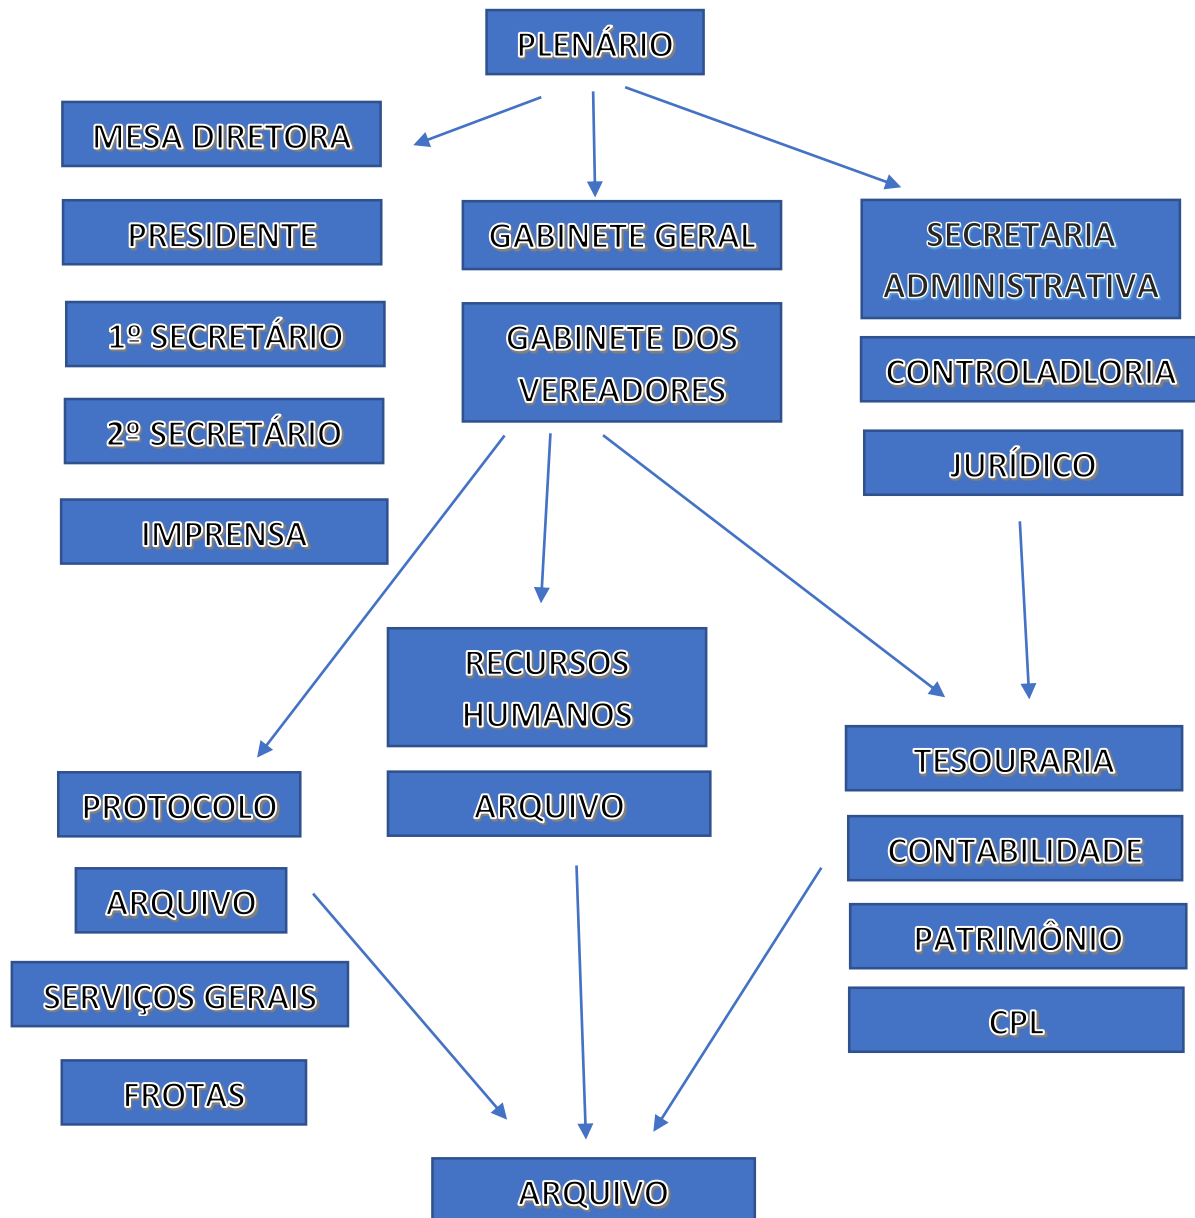 PLENÁRIO
MESA DIRETORA
PRESIDENTE
1º SECRETÁRIO
2º SECRETÁRIO
IMPRENSA
GABINETE GERAL
GABINETE DOS
VEREADORES
SECRETARIA
ADMINISTRATIVA
CONTROLADLORIA
JURÍDICO
RECURSOS
HUMANOS
ARQUIVO
PROTOCOLO
ARQUIVO
SERVIÇOS GERAIS
FROTAS
TESOURARIA
CONTABILIDADE
PATRIMÔNIO
CPL
ARQUIVO